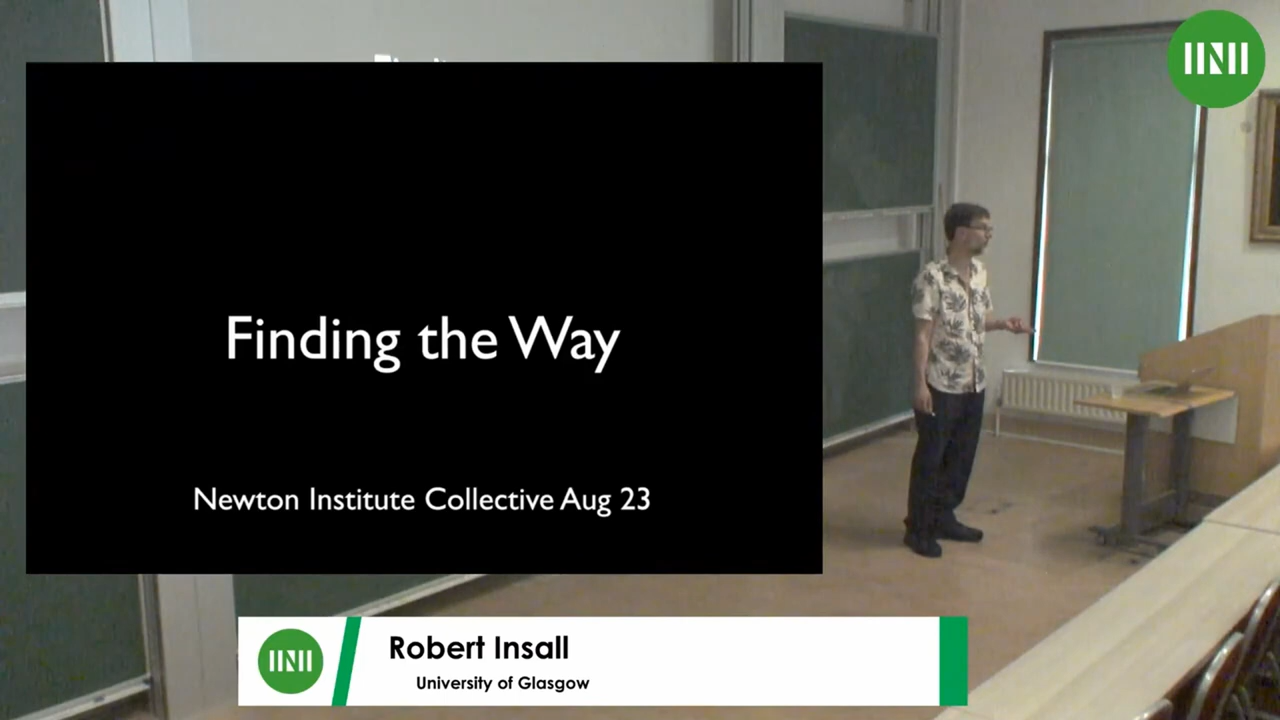 INI
Finding the Way
Newton Institute Collective Aug 23
INI
Robert Insall
University of Glasgow